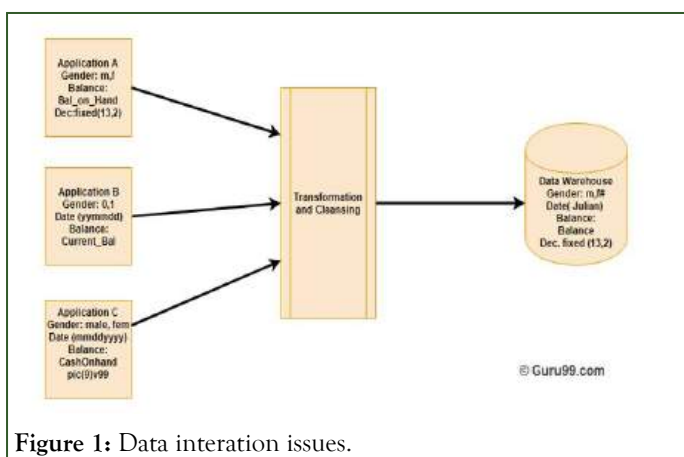 Application A
Gender: m,f
Balance:
Bal_on_Hand
Dec:fixed(13,2)
Application B
Gender: 0,1
Date (yymmdd)
Balance:
Current_Bal
Application C
Gender: male, fem
Date (mmddyyyy)
Balance:
CashOnhand
pic(9)v99
Transformation
and Cleansing
Data Warehouse
Gender: m,f#
Date( Julian)
Balance:
Balance
Dec. fixed (13,2)
© Guru99.com
Figure 1: Data interation issues.